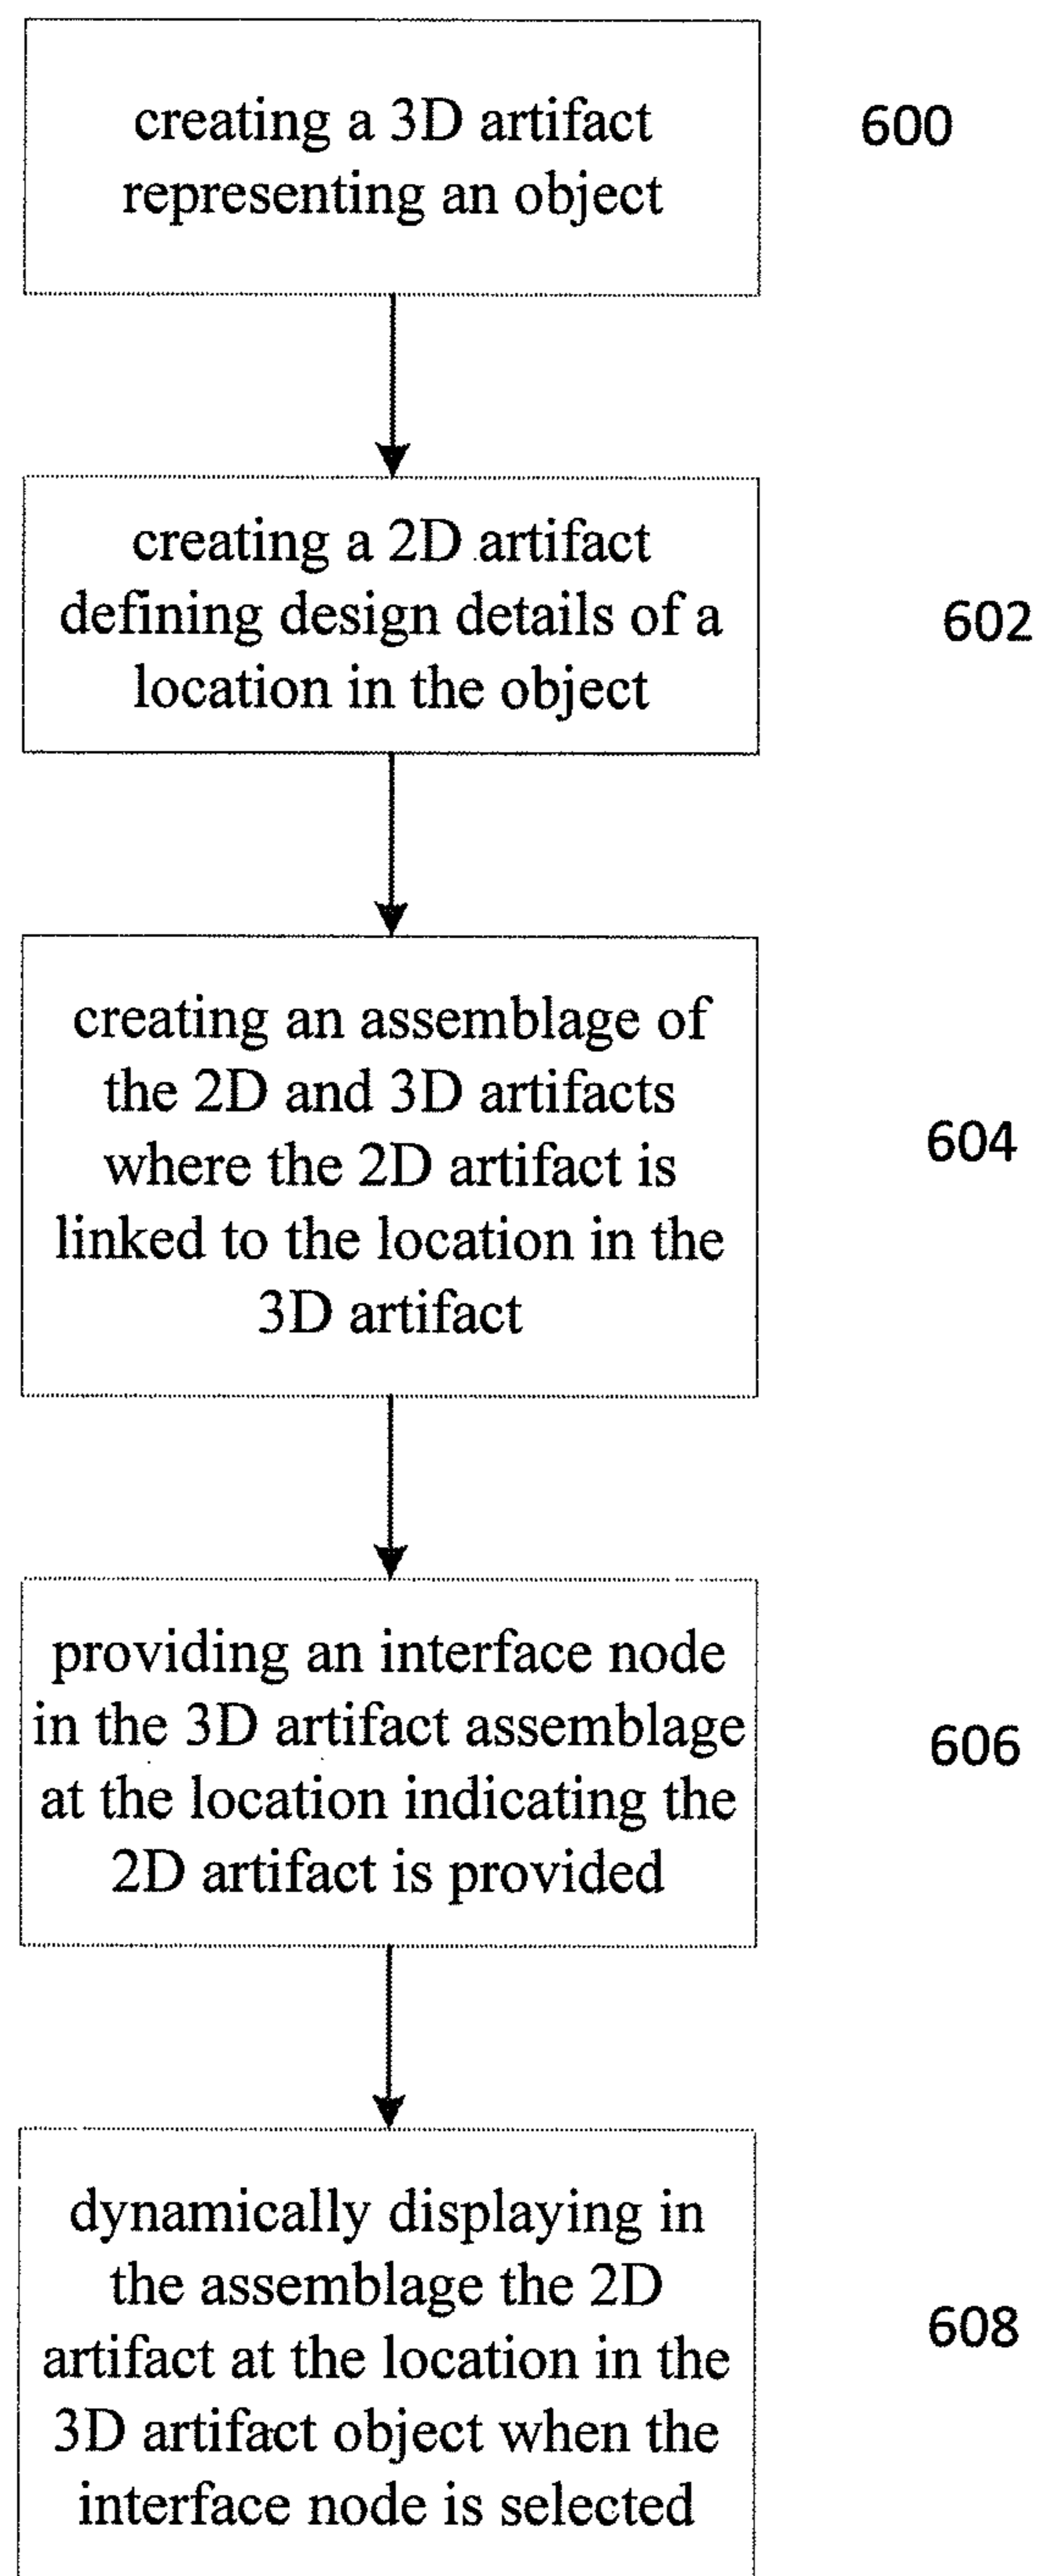 creating a 3D artifact
representing an object
600
creating a 2D artifact
defining design details of a
location in the object
602
creating an assemblage of
the 2D and 3D artifacts
where the 2D artifact is
linked to the location in the
3D artifact
604
providing an interface node
in the 3D artifact assemblage
at the location indicating the
2D artifact is provided
606
dynamically displaying in
the assemblage the 2D
artifact at the location in the
3D artifact object when the
interface node is selected
608